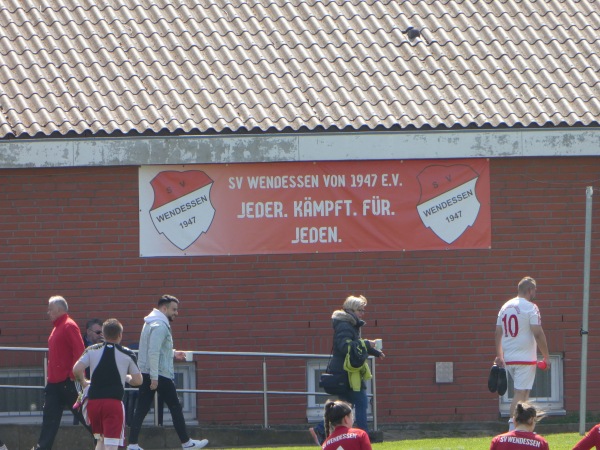 SV WENDESSEN VON 1947 E.V.
JEDER. KÄMPFT. FÜR.
JEDEN.
S V
WENDESSEN
1947
S V
WENDESSEN
1947
10
SV WENDESSEN